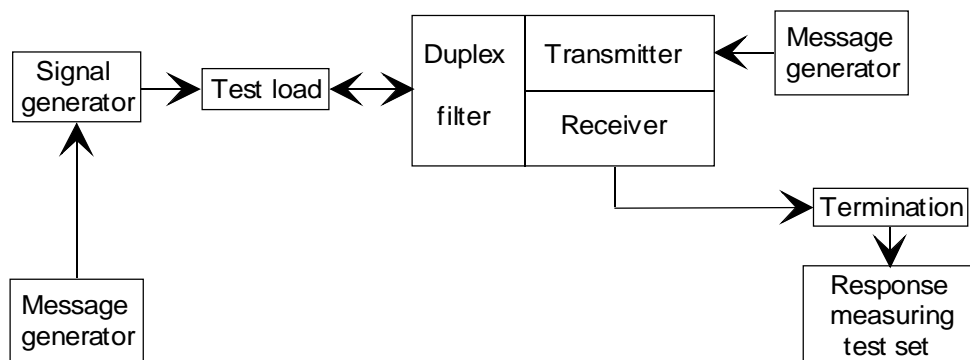 Signal
generator
Test load
Duplex
filter
Transmitter
Receiver
Message
generator
Termination
Response
measuring
test set
Message
generator